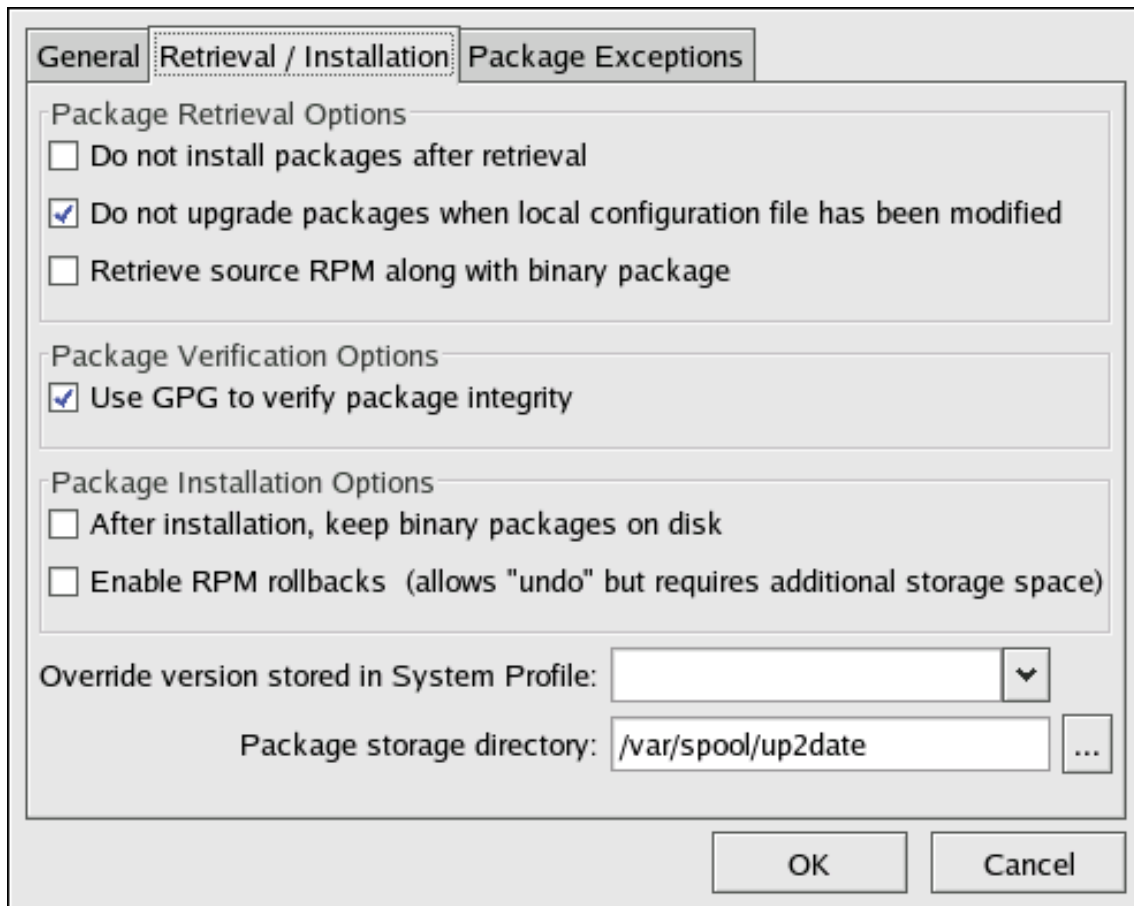 General Retrieval / Installation Package Exceptions
Package Retrieval Options
Do not install packages after retrieval
Do not upgrade packages when local configuration file has been modified
Retrieve source RPM along with binary package
Package Verification Options
Use GPG to verify package integrity
Package Installation Options
After installation, keep binary packages on disk
Enable RPM rollbacks (allows "undo" but requires additional storage space)
Override version stored in System Profile:
Package storage directory: /var/spool/up2date ...
OK Cancel